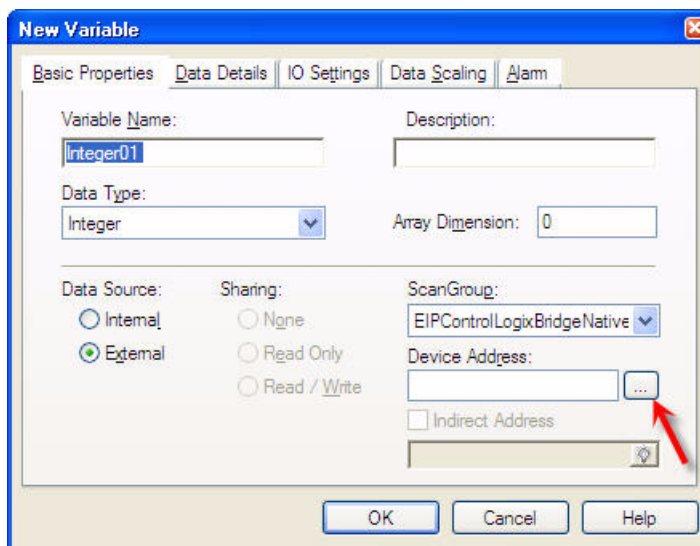 New Variable
Basic Properties Data Details IO Settings Data Scaling Alarm
Variable Name: Description:
Integer01
Data Type:
Integer Array Dimension: 0
Data Source: Sharing: ScanGroup:
Internal None EIPControlLogixBridgeNative
External Read Only Device Address:
...
Read / Write
Indirect Address
OK Cancel Help